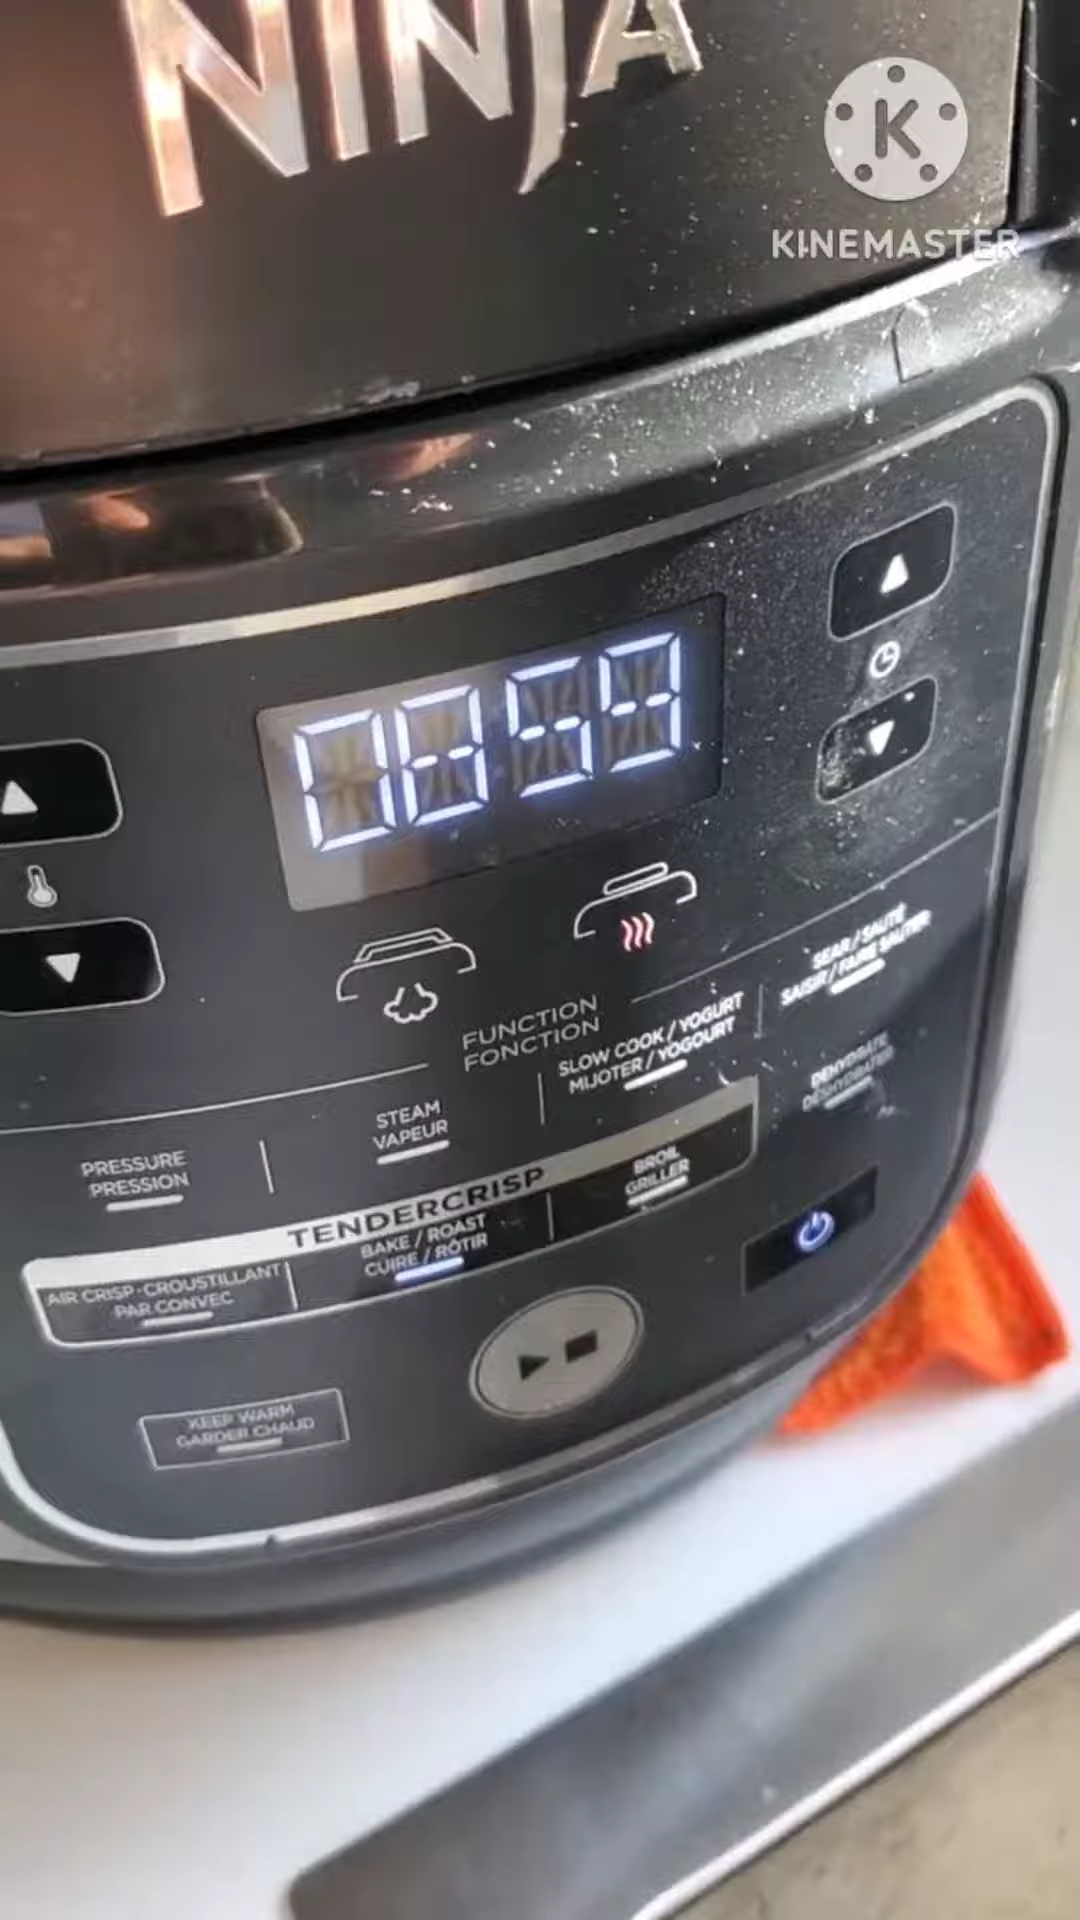 NINJA
K
KINEMASTER
0859
FUNCTION
FONCTION
SEAR / SAUTÉ
SAISIR / FAIRE SAUTER
SLOW COOK / YOGURT
MIJOTER / YOGOURT
DEHYDRATE
DÉSHYDRATER
STEAM
VAPEUR
PRESSURE
PRESSION
TENDERCRISP
BROIL
GRILLER
BAKE / ROAST
CUIRE / RÔTIR
AIR CRISP · CROUSTILLANT
PAR CONVEC
KEEP WARM
GARDER CHAUD